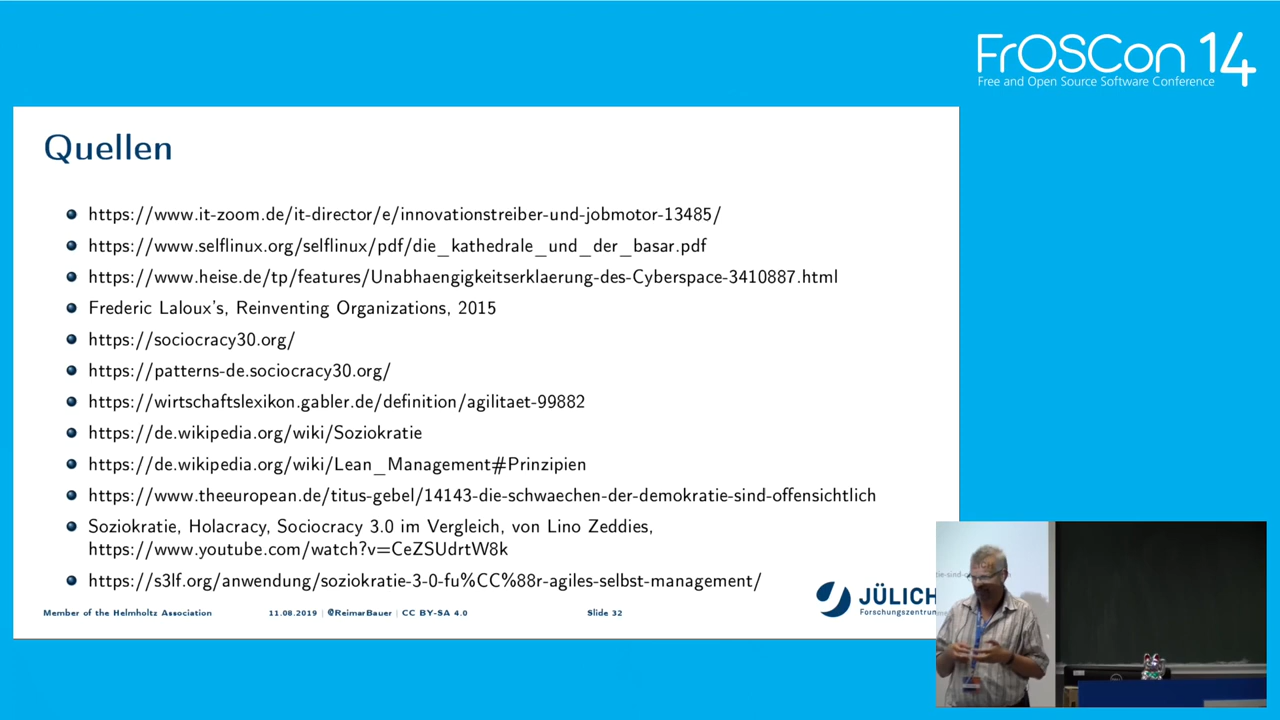 FrOSCon 14
Free and Open Source Software Conference
Quellen
https://www.it-zoom.de/it-director/e/innovationstreiber-und-jobmotor-13485/
https://www.selflinux.org/selflinux/pdf/die_kathedrale_und_der_basar.pdf
https://www.heise.de/tp/features/Unabhaengigkeitserklaerung-des-Cyberspace-3410887.html
Frederic Laloux's, Reinventing Organizations, 2015
https://sociocracy30.org/
https://patterns-de.sociocracy30.org/
https://wirtschaftslexikon.gabler.de/definition/agilitaet-99882
https://de.wikipedia.org/wiki/Soziokratie
https://de.wikipedia.org/wiki/Lean_Management#Prinzipien
https://www.theeuropean.de/titus-gebel/14143-die-schwaechen-der-demokratie-sind-offensichtlich
Soziokratie, Holacracy, Sociocracy 3.0 im Vergleich, von Lino Zeddies,
https://www.youtube.com/watch?v=CeZSUdrtW8k
https://s3lf.org/anwendung/soziokratie-3-0-fu%CC%88r-agiles-selbst-management/
JÜLICH
Forschungszentrum
Member of the Helmholtz Association 11.08.2019 | @ReimarBauer | CC BY-SA 4.0 Slide 32